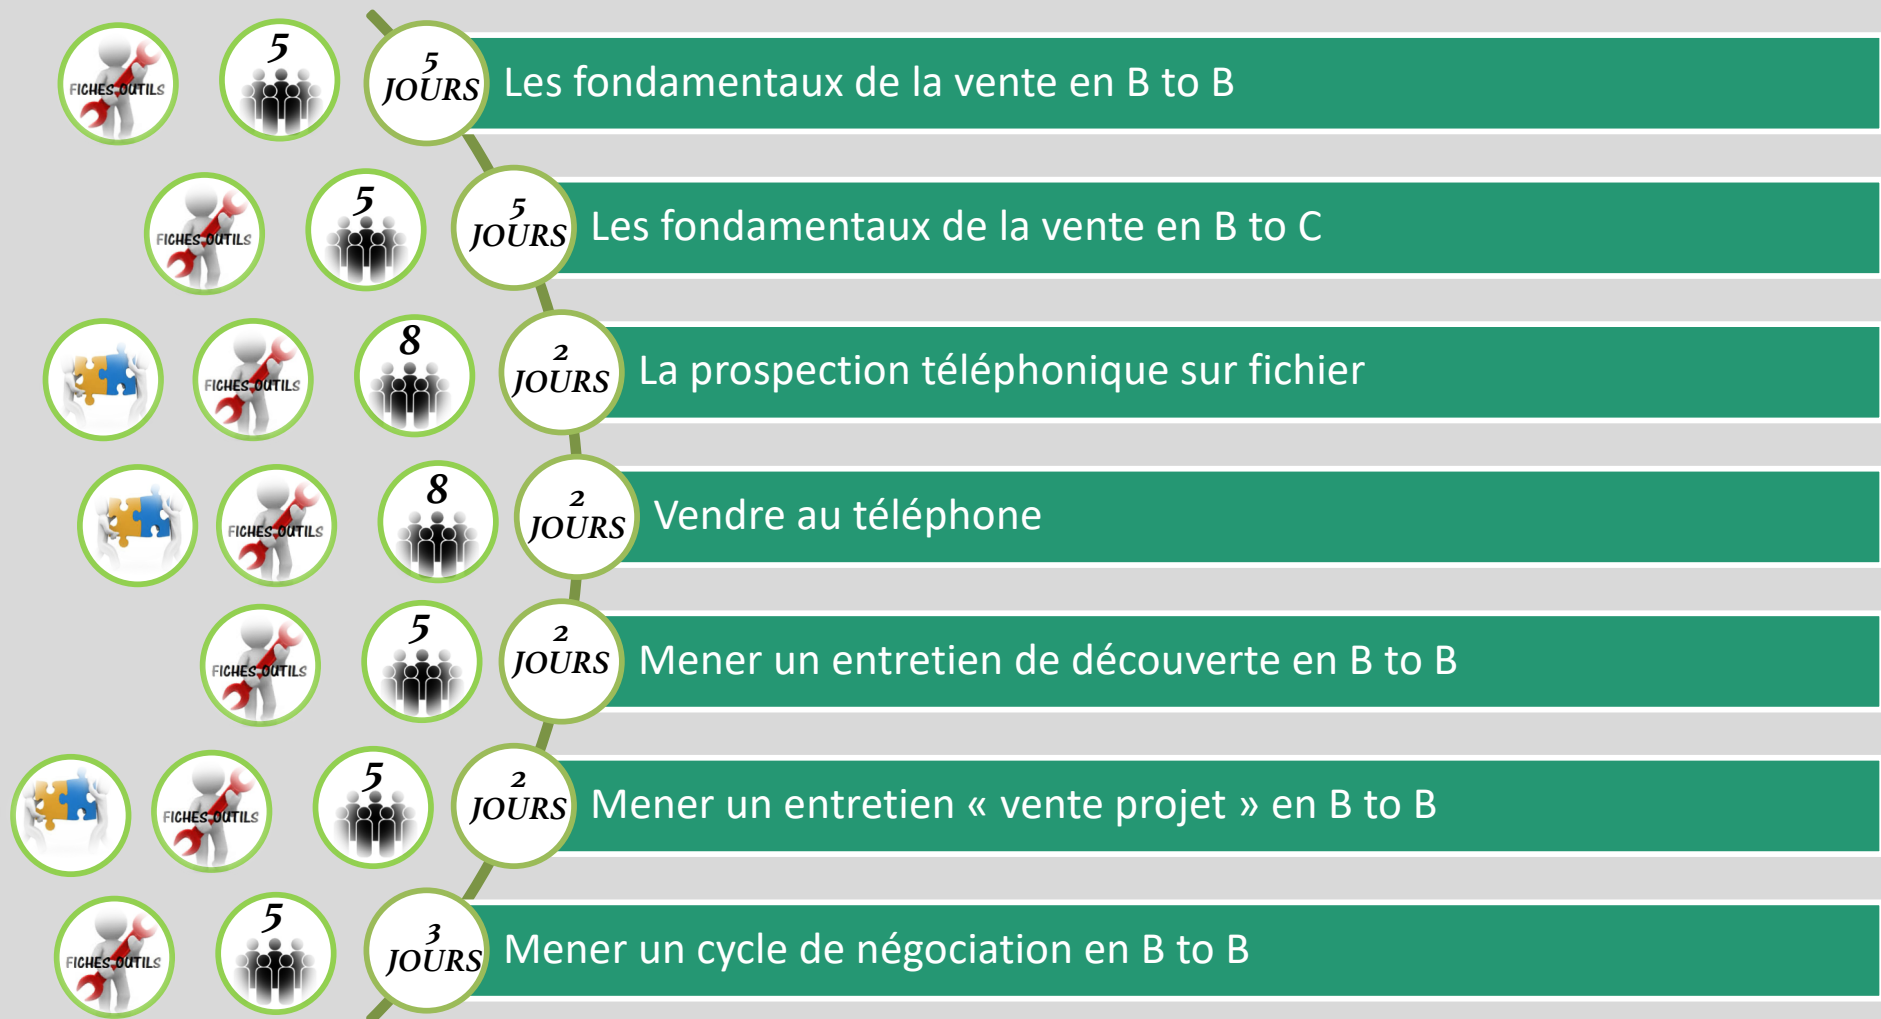 FICHES OUTILS
5
5
JOURS
Les fondamentaux de la vente en B to B
FICHES OUTILS
5
5
JOURS
Les fondamentaux de la vente en B to C
FICHES OUTILS
8
2
JOURS
La prospection téléphonique sur fichier
FICHES OUTILS
8
2
JOURS
Vendre au téléphone
FICHES OUTILS
5
2
JOURS
Mener un entretien de découverte en B to B
FICHES OUTILS
5
2
JOURS
Mener un entretien « vente projet » en B to B
FICHES OUTILS
5
3
JOURS
Mener un cycle de négociation en B to B